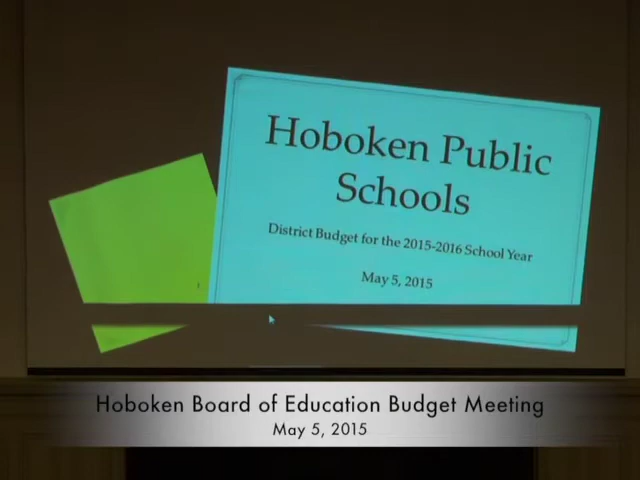 Hoboken Public
Schools
District Budget for the 2015-2016 School Year
May 5, 2015
Hoboken Board of Education Budget Meeting
May 5, 2015